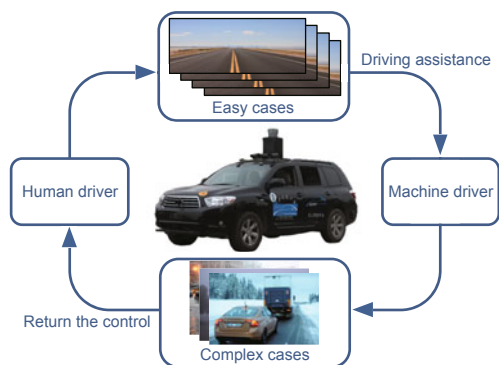 Driving assistance
Easy cases
Human driver
Machine driver
Return the control
Complex cases